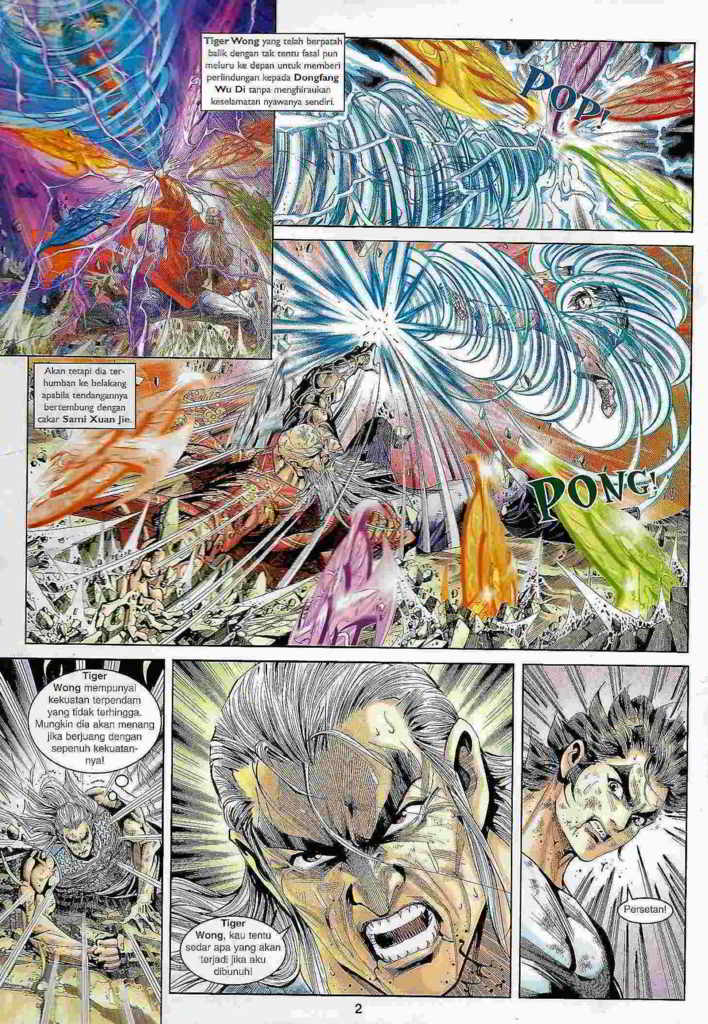 Tiger Wong yang telah berpatah
balik dengan tak tentu fasal pun
meluru ke depan untuk memberi
perlindungan kepada Dongfang
Wu Di tanpa menghiraukan
keselamatan nyawanya sendiri.
POP!
Akan tetapi dia ter-
humban ke belakang
apabila tendangannya
bertembung dengan
cakar Sami Xuan Jie.
PONG!
Tiger
Wong mempunyai
kekuatan terpendam
yang tidak terhingga.
Mungkin dia akan menang
jika berjuang dengan
sepenuh kekuatan-
nya!
Tiger
Wong, kau tentu
sedar apa yang akan
terjadi jika aku
dibunuh!
Persetan!
2